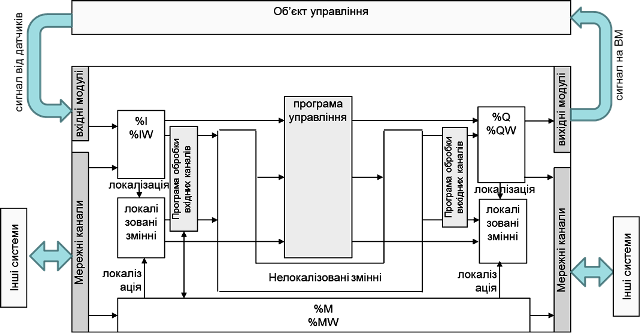 Об'єкт управління
сигнал від датчиків
сигнал на ВМ
вхідні модулі
вихідні модулі
%I
%IW
програма
управління
%Q
%QW
Програма обробки
вхідних каналів
Програма обробки
вихідних каналів
локалізація
локалізація
локалі
зовані
змінні
локалі
зовані
змінні
Мережні канали
Мережні канали
Інші системи
Інші системи
локаліз
ація
Нелокалізовані змінні
локаліз
ація
%M
%MW